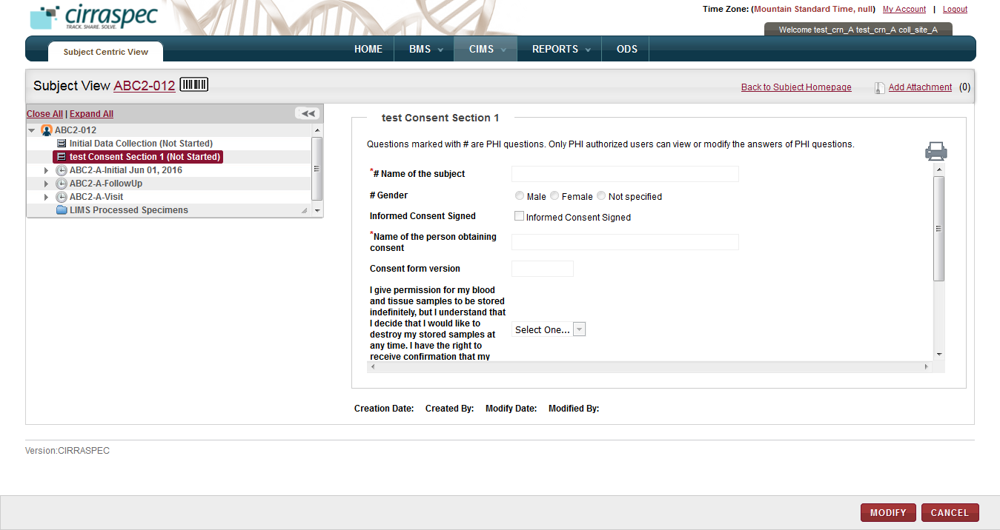 cirraspec
TRACK. SHARE. SOLVE.
Time Zone: (Mountain Standard Time, null) My Account | Logout
Welcome test_crn_A test_crn_A coll_site_A
Subject Centric View
HOME BMS CIMS REPORTS ODS
Subject View ABC2-012
Back to Subject Homepage Add Attachment (0)
Close All | Expand All
ABC2-012
Initial Data Collection (Not Started)
test Consent Section 1 (Not Started)
ABC2-A-Initial Jun 01, 2016
ABC2-A-FollowUp
ABC2-A-Visit
LIMS Processed Specimens
test Consent Section 1
Questions marked with # are PHI questions. Only PHI authorized users can view or modify the answers of PHI questions.
*# Name of the subject
# Gender Male Female Not specified
Informed Consent Signed Informed Consent Signed
*Name of the person obtaining
consent
Consent form version
I give permission for my blood
and tissue samples to be stored
indefinitely, but I understand that
I decide that I would like to
destroy my stored samples at
any time. I have the right to
receive confirmation that my
Select One...
Creation Date: Created By: Modify Date: Modified By:
Version:CIRRASPEC
MODIFY CANCEL